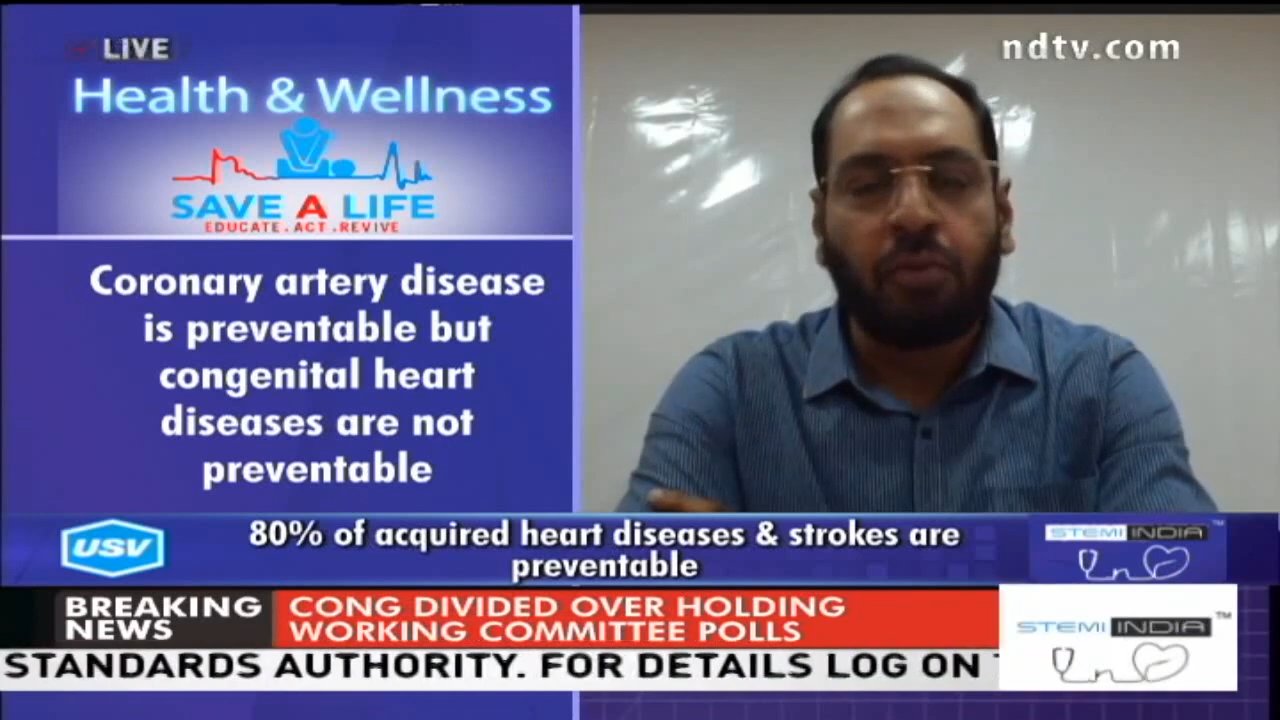 LIVE
ndtv.com
Health & Wellness
SAVE A LIFE
EDUCATE . ACT . REVIVE
Coronary artery disease
is preventable but
congenital heart
diseases are not
preventable
USV
80% of acquired heart diseases & strokes are
preventable
STEMI INDIA™
BREAKING
NEWS
CONG DIVIDED OVER HOLDING
WORKING COMMITTEE POLLS
STEMI INDIA™
STANDARDS AUTHORITY. FOR DETAILS LOG ON